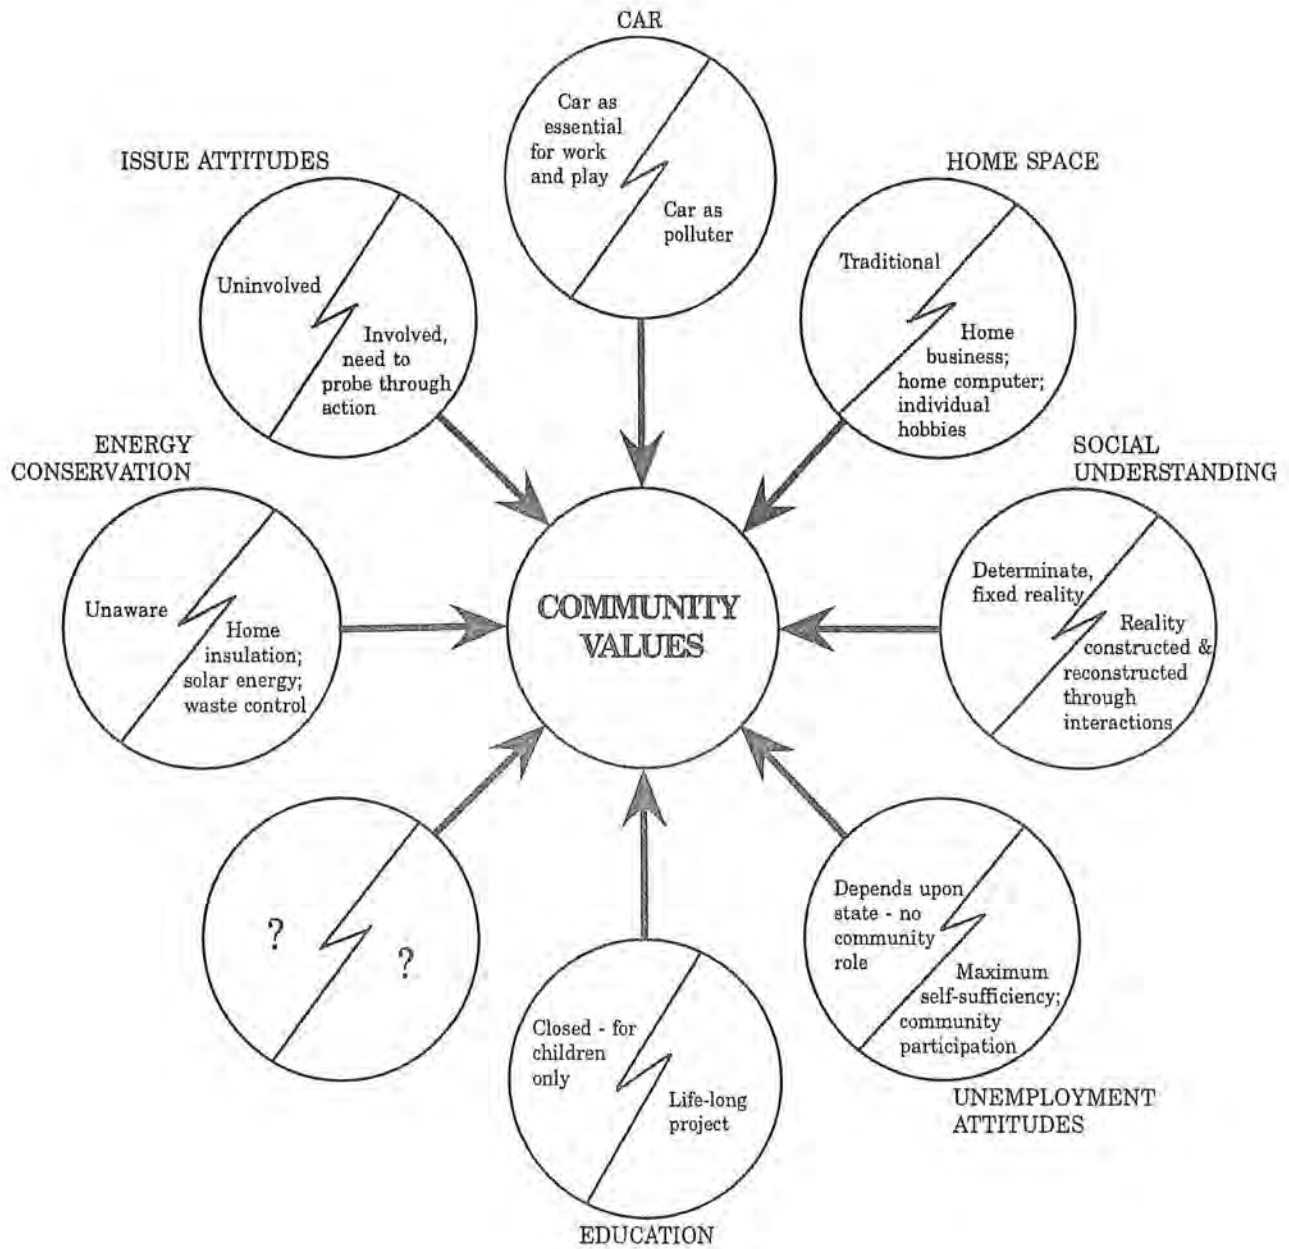 CAR
Car as
essential
for work
and play
Car as
polluter
ISSUE ATTITUDES
Uninvolved
Involved,
need to
probe through
action
HOME SPACE
Traditional
Home
business;
home computer;
individual
hobbies
ENERGY
CONSERVATION
Unaware
Home
insulation;
solar energy;
waste control
COMMUNITY
VALUES
SOCIAL
UNDERSTANDING
Determinate,
fixed reality
Reality
constructed &
reconstructed
through
interactions
?
?
Closed - for
children
only
Life-long
project
EDUCATION
Depends upon
state - no
community
role
Maximum
self-sufficiency;
community
participation
UNEMPLOYMENT
ATTITUDES